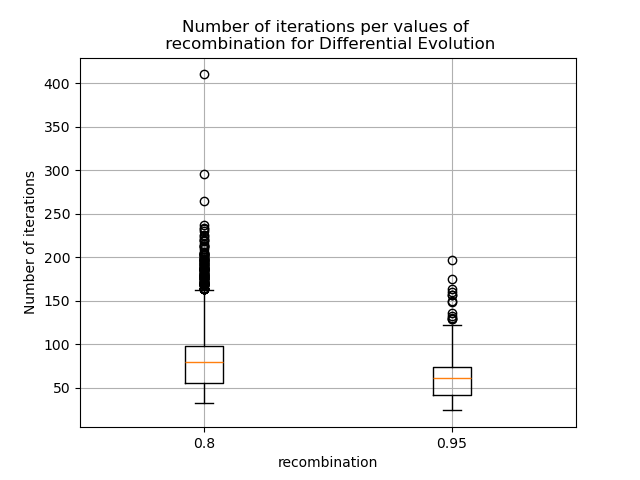 Number of iterations per values of
recombination for Differential Evolution
400
350
300
250
200
150
100
50
Number of iterations
0.8
0.95
recombination